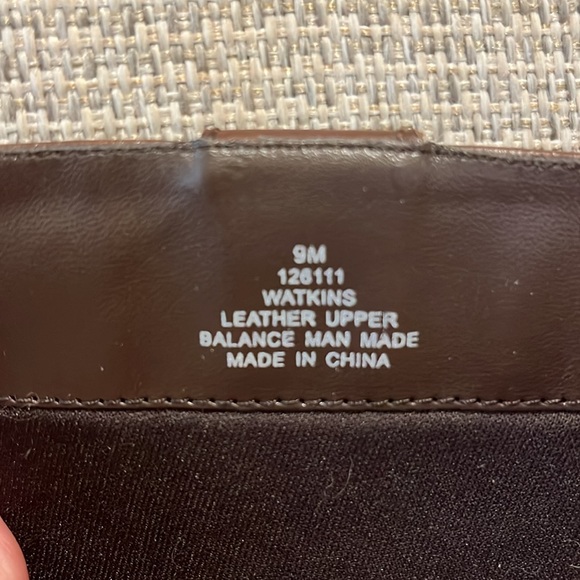 9M
126111
WATKINS
LEATHER UPPER
BALANCE MAN MADE
MADE IN CHINA